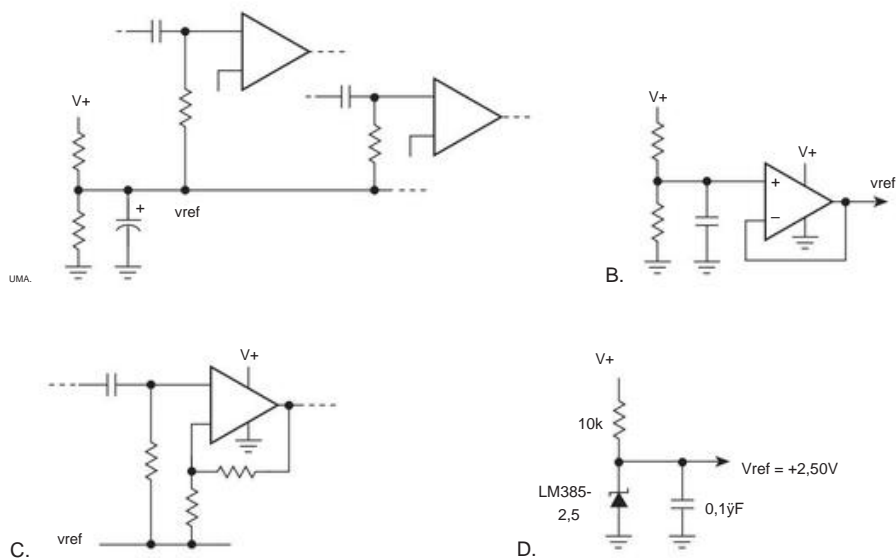 V+
+
vref
UMA.
V+
V+
+
−
vref
B.
V+
vref
C.
V+
10k
LM385-
2,5
0,1ÿF
Vref = +2,50V
D.